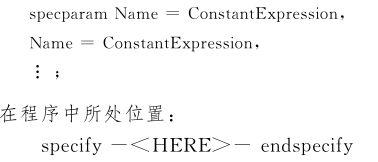 specparam Name = ConstantExpression，
Name = ConstantExpression，
⋮ ；
在程序中所处位置：
specify －＜HERE＞－ endspecify